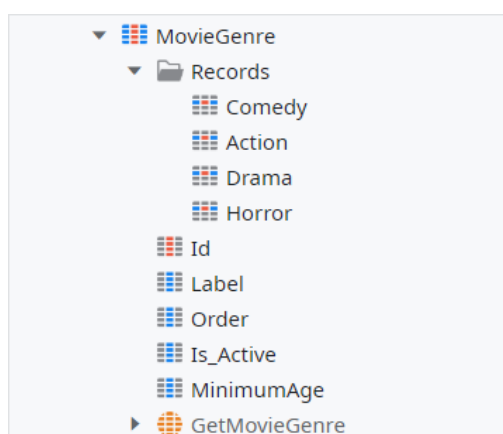 MovieGenre
Records
Comedy
Action
Drama
Horror
Id
Label
Order
Is_Active
MinimumAge
GetMovieGenre